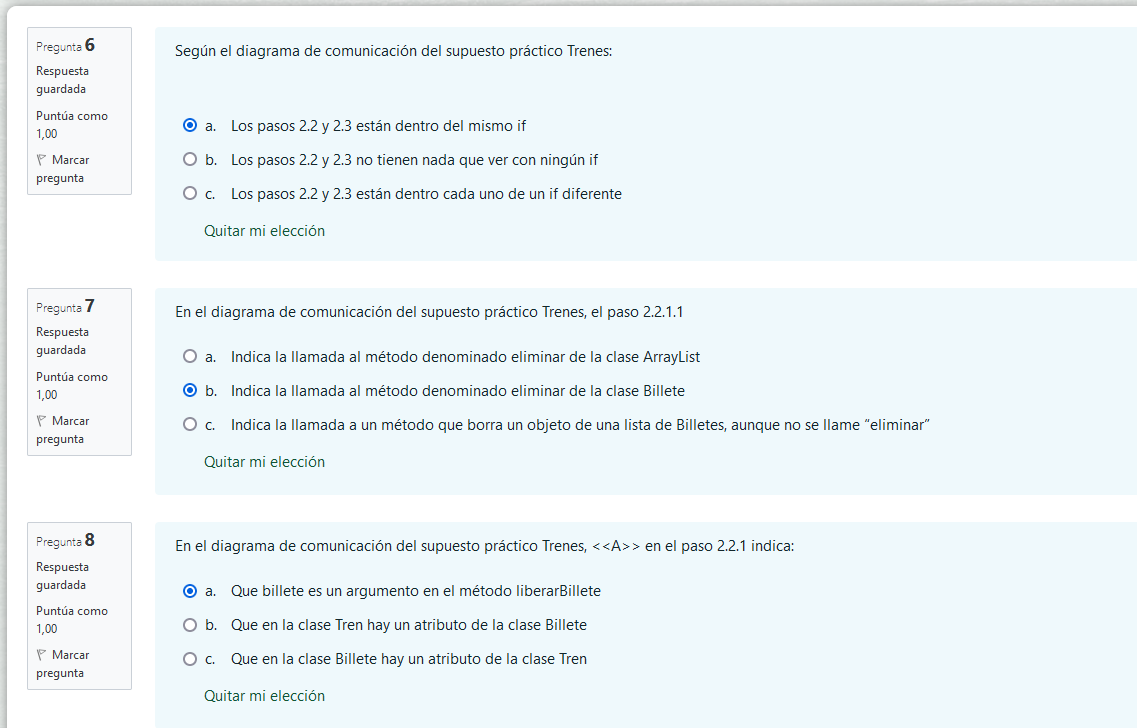 Pregunta 6
Respuesta
guardada
Puntúa como
1,00
Marcar
pregunta
Según el diagrama de comunicación del supuesto práctico Trenes:
a. Los pasos 2.2 y 2.3 están dentro del mismo if
b. Los pasos 2.2 y 2.3 no tienen nada que ver con ningún if
c. Los pasos 2.2 y 2.3 están dentro cada uno de un if diferente
Quitar mi elección
Pregunta 7
Respuesta
guardada
Puntúa como
1,00
Marcar
pregunta
En el diagrama de comunicación del supuesto práctico Trenes, el paso 2.2.1.1
a. Indica la llamada al método denominado eliminar de la clase ArrayList
b. Indica la llamada al método denominado eliminar de la clase Billete
c. Indica la llamada a un método que borra un objeto de una lista de Billetes, aunque no se llame “eliminar”
Quitar mi elección
Pregunta 8
Respuesta
guardada
Puntúa como
1,00
Marcar
pregunta
En el diagrama de comunicación del supuesto práctico Trenes, <<A>> en el paso 2.2.1 indica:
a. Que billete es un argumento en el método liberarBillete
b. Que en la clase Tren hay un atributo de la clase Billete
c. Que en la clase Billete hay un atributo de la clase Tren
Quitar mi elección